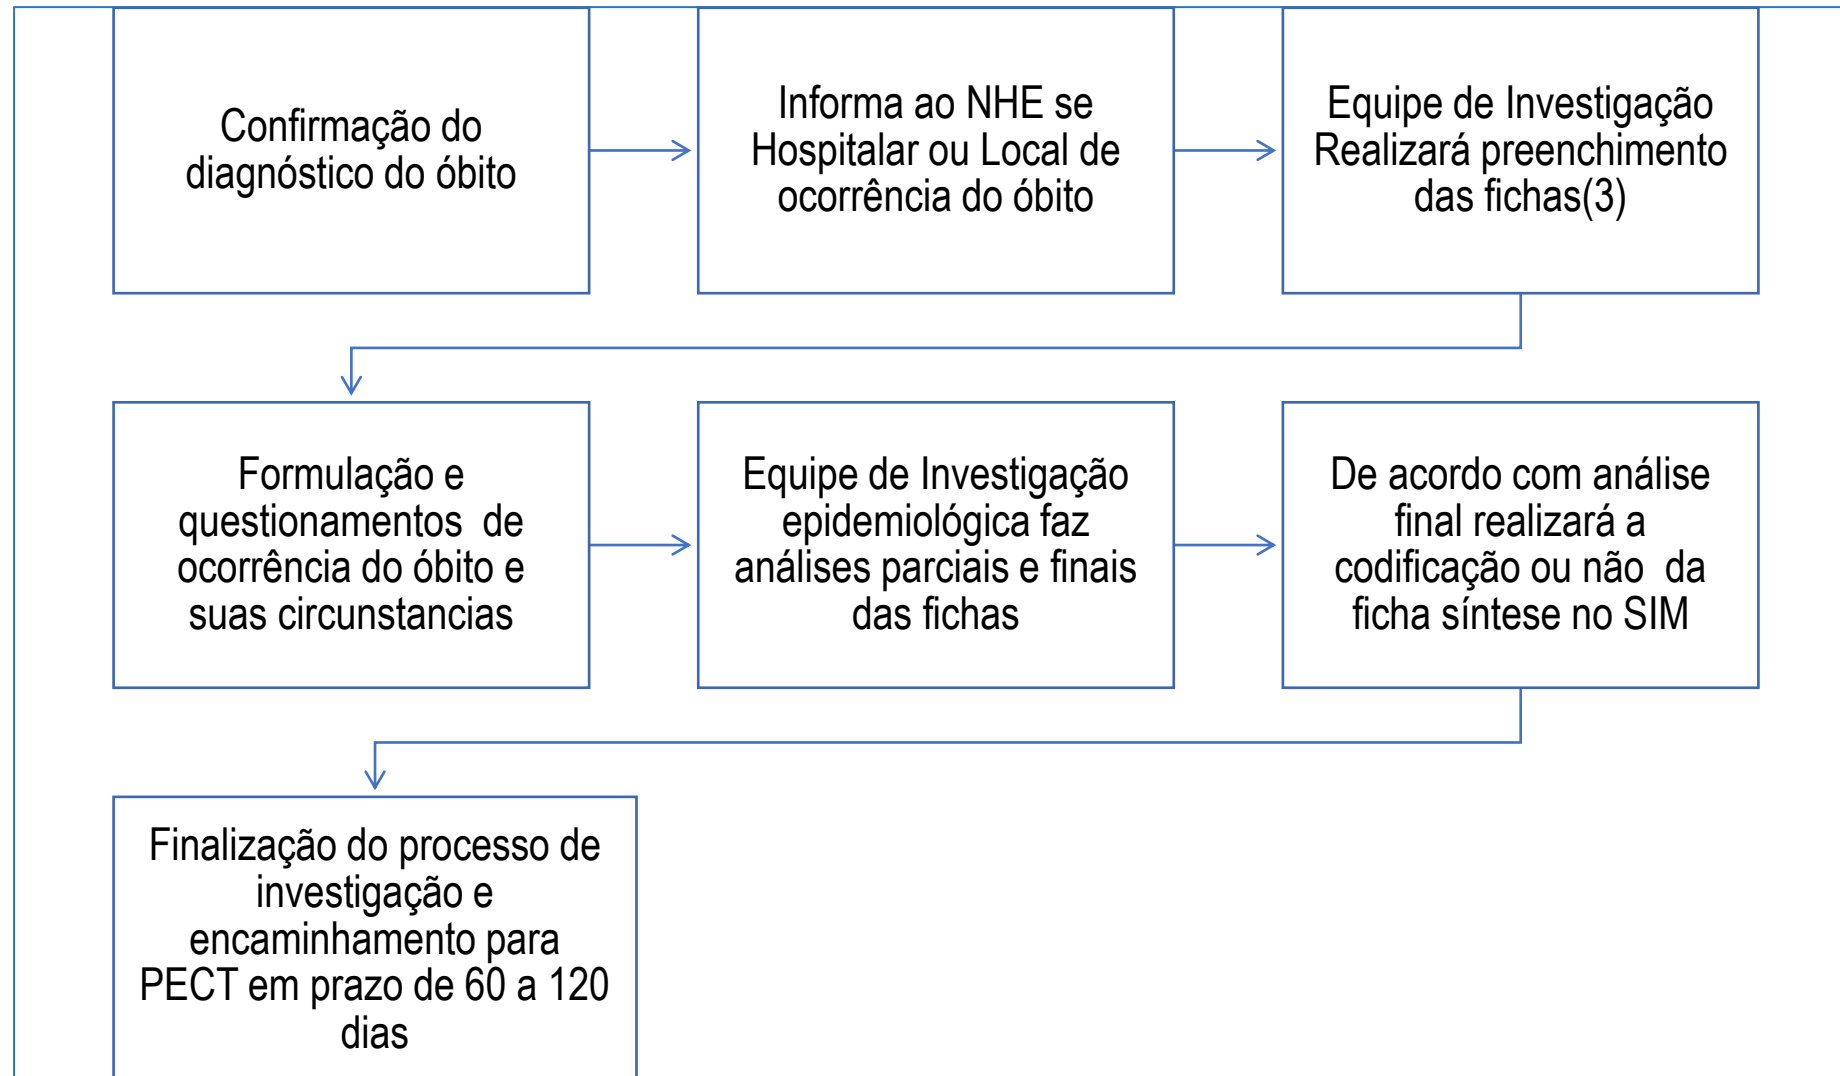 Confirmação do
diagnóstico do óbito
Informa ao NHE se
Hospitalar ou Local de
ocorrência do óbito
Equipe de Investigação
Realizará preenchimento
das fichas(3)
Formulação e
questionamentos  de
ocorrência do óbito e
suas circunstancias
Equipe de Investigação
epidemiológica faz
análises parciais e finais
das fichas
De acordo com análise
final realizará a
codificação ou não  da
ficha síntese no SIM
Finalização do processo de
investigação e
encaminhamento para
PECT em prazo de 60 a 120
dias